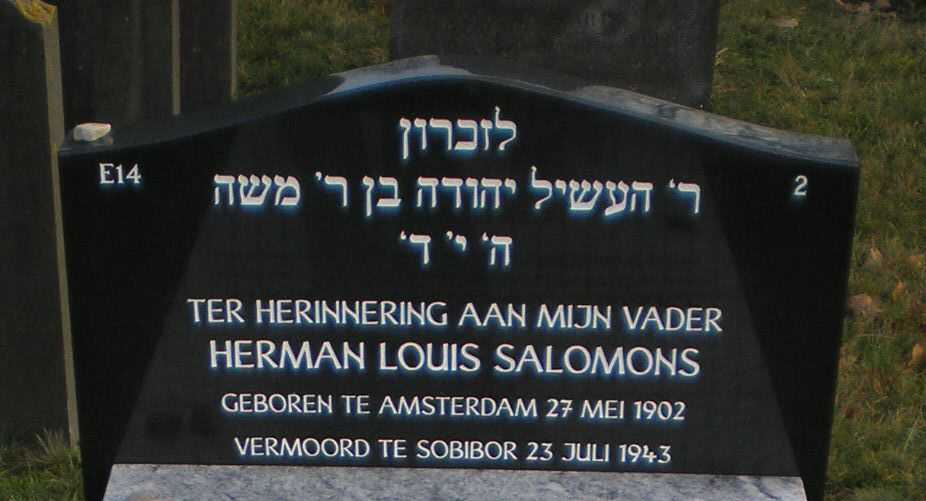 לזכרון
E14
ר' העשיל יהודה בן ר' משה
2
ה' י' ד'
TER HERINNERING AAN MIJN VADER
HERMAN LOUIS SALOMONS
GEBOREN TE AMSTERDAM 27 MEI 1902
VERMOORD TE SOBIBOR 23 JULI 1943